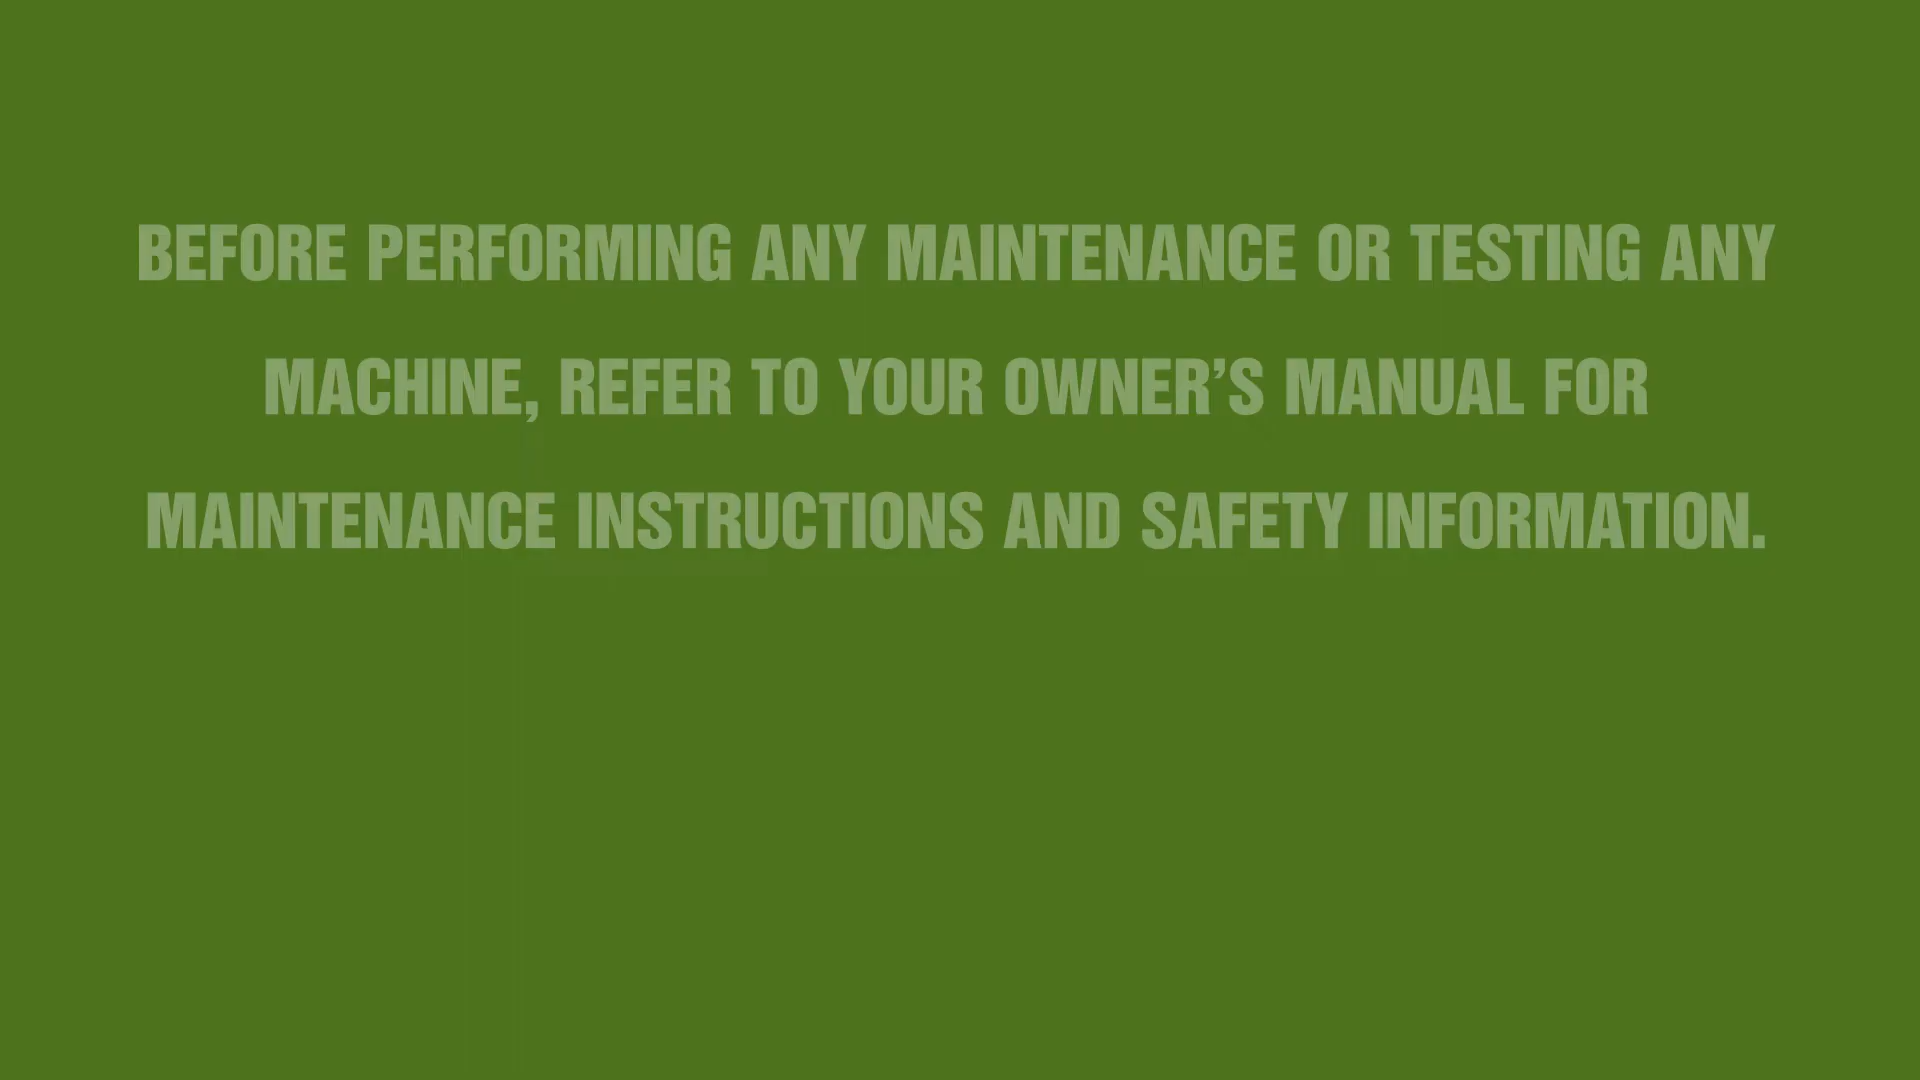 BEFORE PERFORMING ANY MAINTENANCE OR TESTING ANY
MACHINE, REFER TO YOUR OWNER’S MANUAL FOR
MAINTENANCE INSTRUCTIONS AND SAFETY INFORMATION.